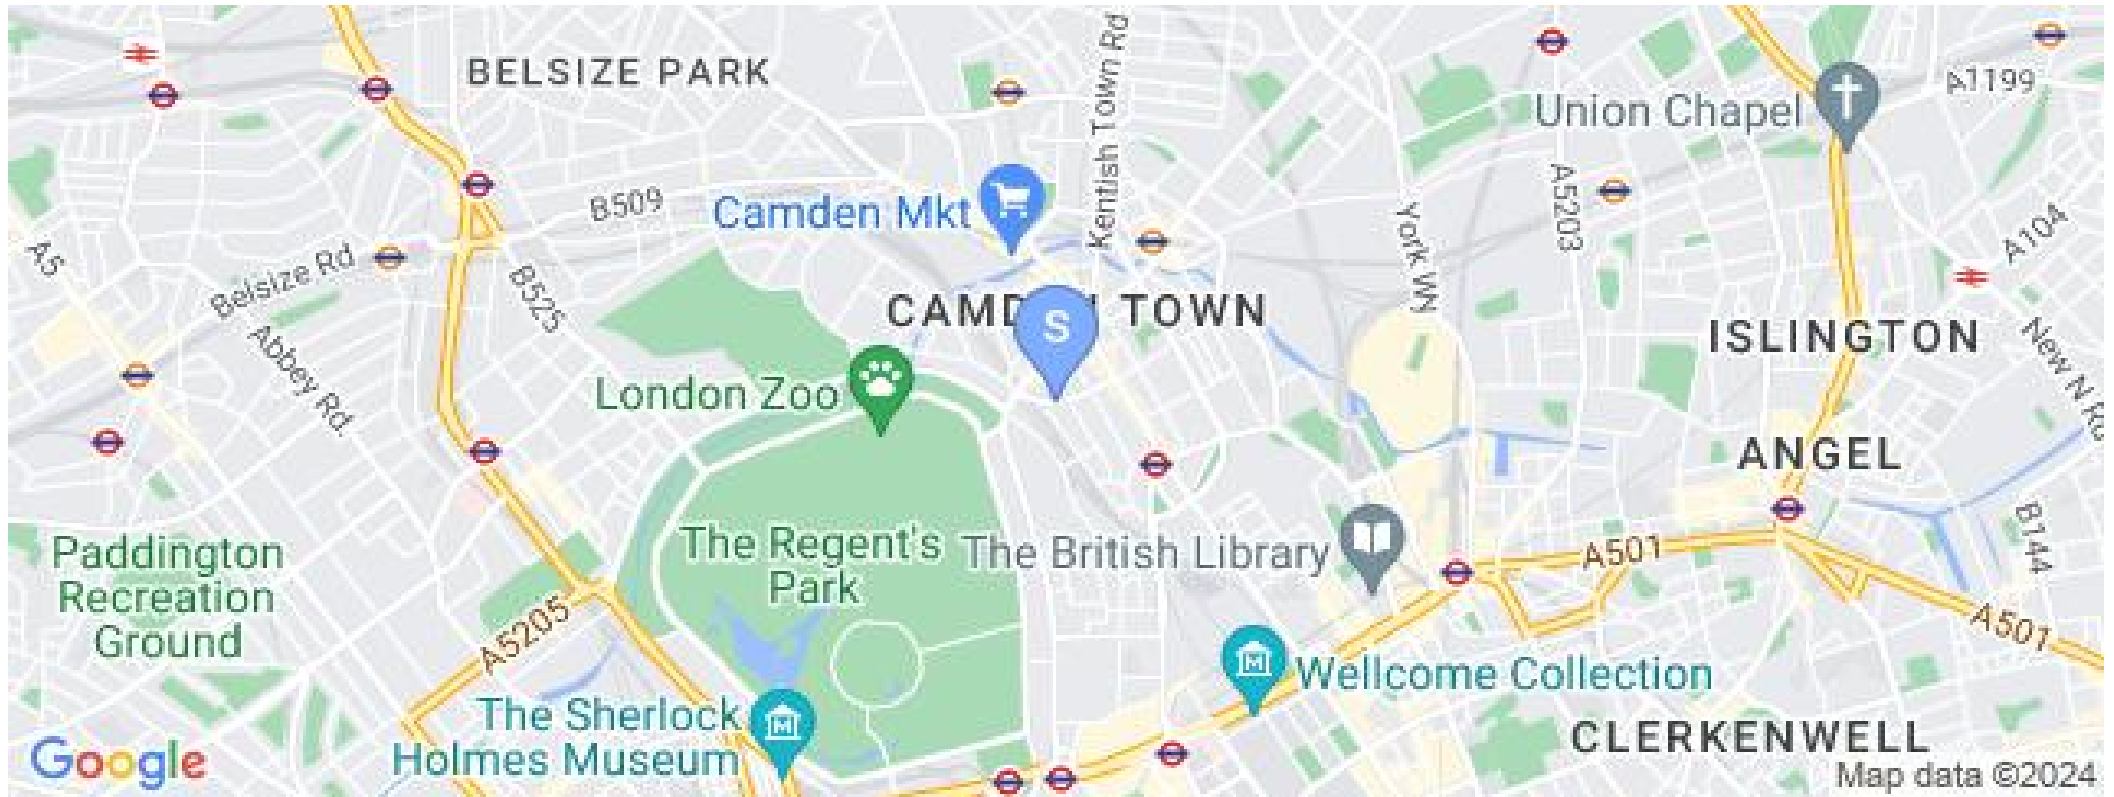 BELSIZE PARK
Kentish Town Rd
A1199
Union Chapel
B509
Camden Mkt
A5203
York Wy
A104
A5
Belsize Rd
B525
CAMD
S
TOWN
ISLINGTON
New N Rd
Abbey Rd.
London Zoo
ANGEL
B144
Paddington
Recreation
Ground
The Regent's
Park
The British Library
A501
A5205
A501
Wellcome Collection
The Sherlock
Holmes Museum
CLERKENWELL
Google
Map data ©2024